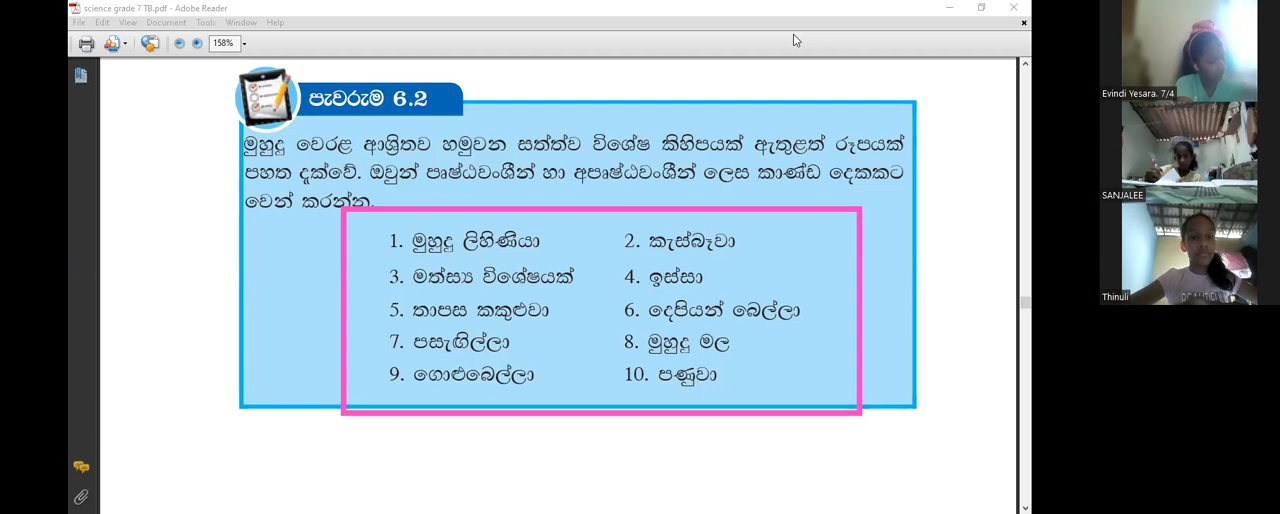 science grade 7 TB.pdf - Adobe Reader
File Edit View Document Tools Window Help
158%
පැවරුම 6.2
මුහුදු වෙරළ ආශ්‍රිතව හමුවන සත්ත්ව විශේෂ කිහිපයක් ඇතුළත් රූපයක්
පහත දැක්වේ. ඔවුන් පෘෂ්ඨවංශීන් හා අපෘෂ්ඨවංශීන් ලෙස කාණ්ඩ දෙකකට
වෙන් කරන්න.
1. මුහුදු ලිහිණියා 2. කැස්බෑවා
3. මත්ස්‍ය විශේෂයක් 4. ඉස්සා
5. තාපස කකුළුවා 6. දෙපියන් බෙල්ලා
7. පසැඟිල්ලා 8. මුහුදු මල
9. ගොළුබෙල්ලා 10. පණුවා
Evindi Yesara. 7/4
SANJALEE
Thinuli